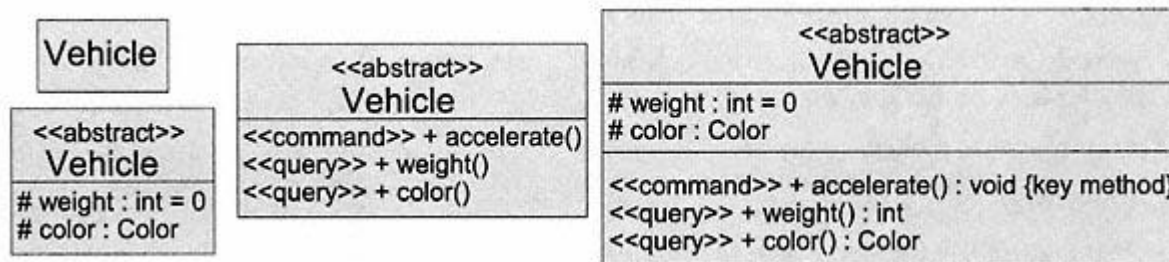 Vehicle
<<abstract>>
Vehicle
# weight : int = 0
# color : Color
<<abstract>>
Vehicle
<<command>> + accelerate()
<<query>> + weight()
<<query>> + color()
<<abstract>>
Vehicle
# weight : int = 0
# color : Color
<<command>> + accelerate() : void {key method}
<<query>> + weight() : int
<<query>> + color() : Color